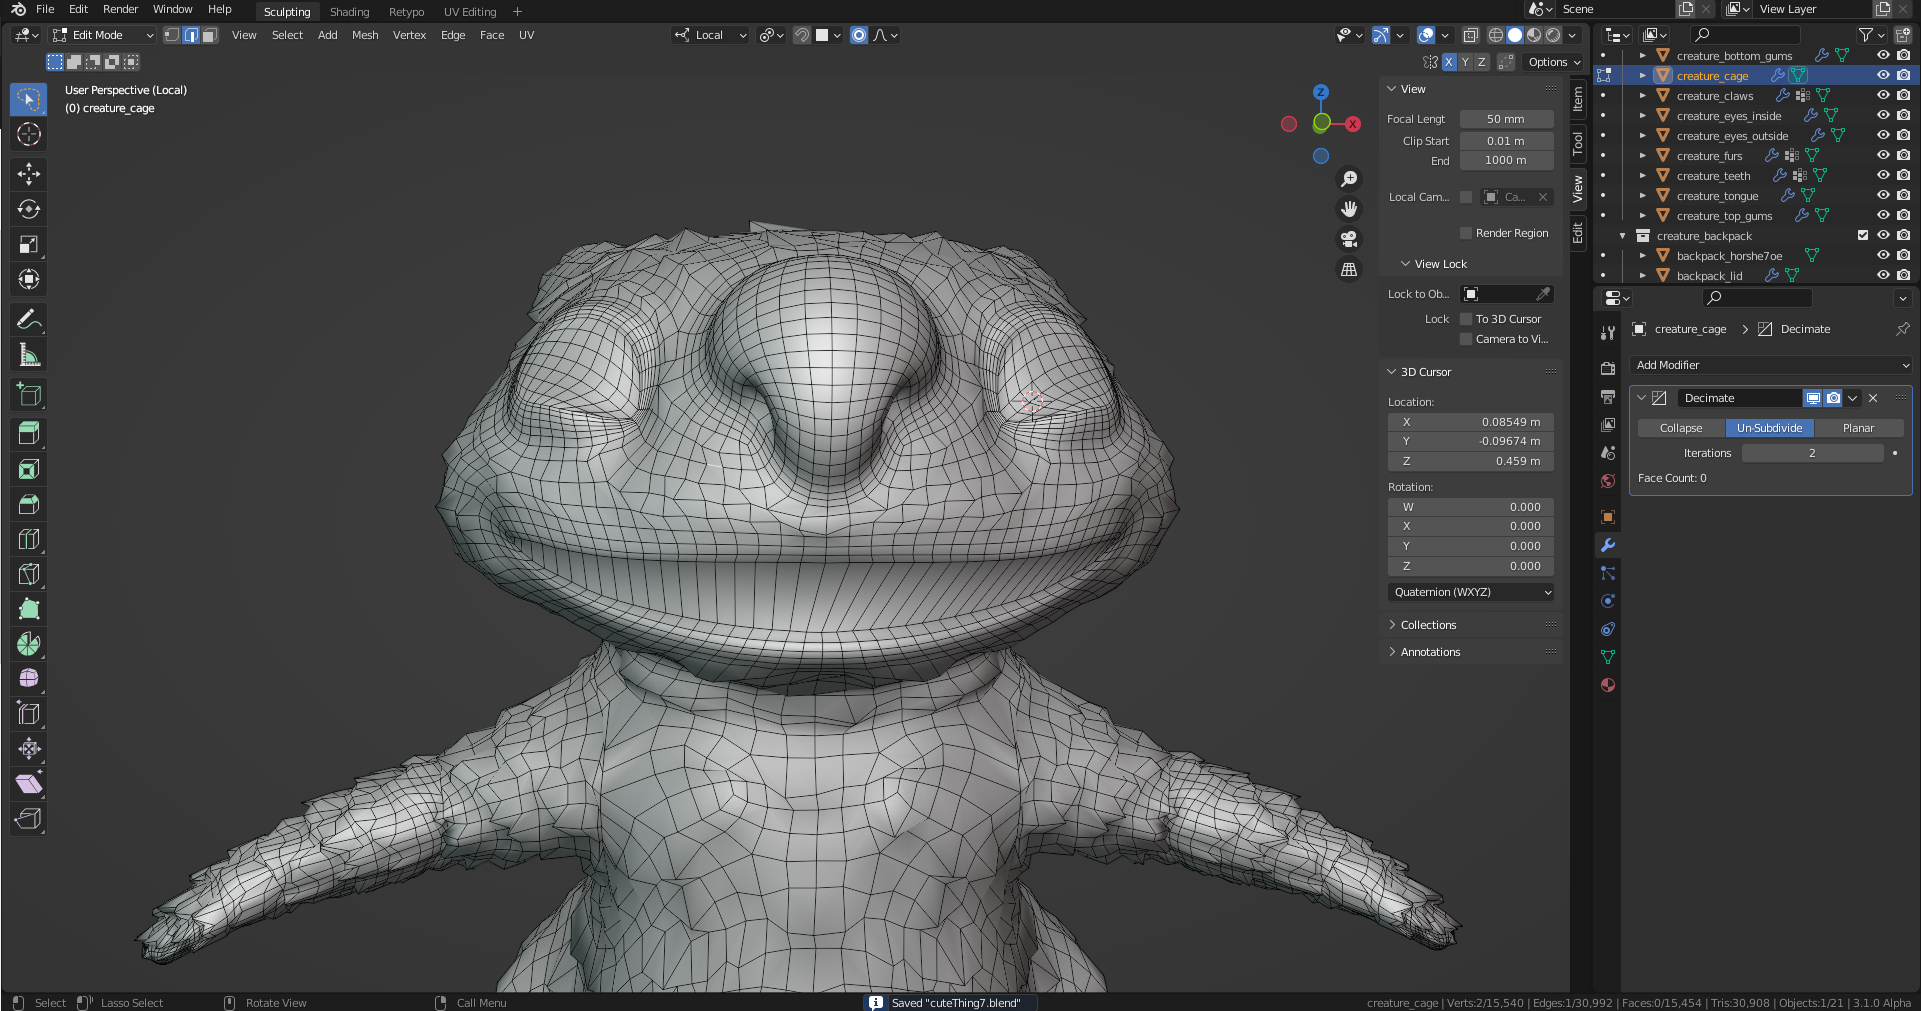 File Edit Render Window Help Sculpting Shading Retypo UV Editing + Scene View Layer
Edit Mode View Select Add Mesh Vertex Edge Face UV Local
X Y Z Options
User Perspective (Local)
(0) creature_cage
Z
X
View
Focal Lengt 50 mm
Clip Start 0.01 m
End 1000 m
Local Cam... Ca...
Render Region
View Lock
Lock to Ob...
Lock To 3D Cursor
Camera to Vi...
3D Cursor
Location:
X 0.08549 m
Y -0.09674 m
Z 0.459 m
Rotation:
W 0.000
X 0.000
Y 0.000
Z 0.000
Quaternion (WXYZ)
Collections
Annotations
Item
Tool
View
Edit
creature_bottom_gums
creature_cage
creature_claws
creature_eyes_inside
creature_eyes_outside
creature_furs
creature_teeth
creature_tongue
creature_top_gums
creature_backpack
backpack_horshe7oe
backpack_lid
creature_cage > Decimate
Add Modifier
Decimate
Collapse Un-Subdivide Planar
Iterations 2
Face Count: 0
Select Lasso Select Rotate View Call Menu Saved "cuteThing7.blend" creature_cage | Verts:2/15,540 | Edges:1/30,992 | Faces:0/15,454 | Tris:30,908 | Objects:1/21 | 3.1.0 Alpha